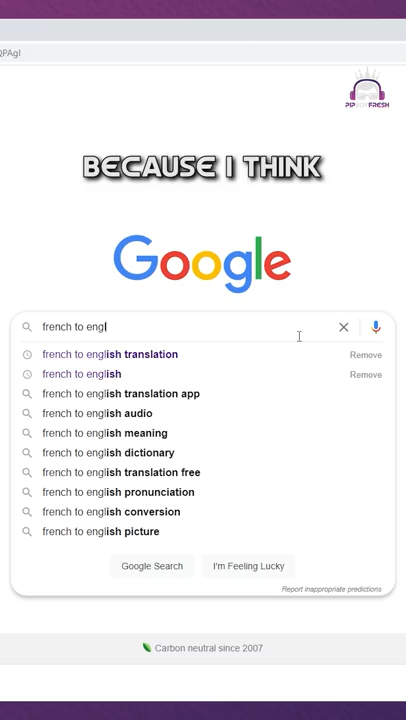 QPAgI
PIPMANFRESH
BECAUSE I THINK
Google
french to engl
french to english translation Remove
french to english Remove
french to english translation app
french to english audio
french to english meaning
french to english dictionary
french to english translation free
french to english pronunciation
french to english conversion
french to english picture
Google Search I'm Feeling Lucky
Report inappropriate predictions
Carbon neutral since 2007